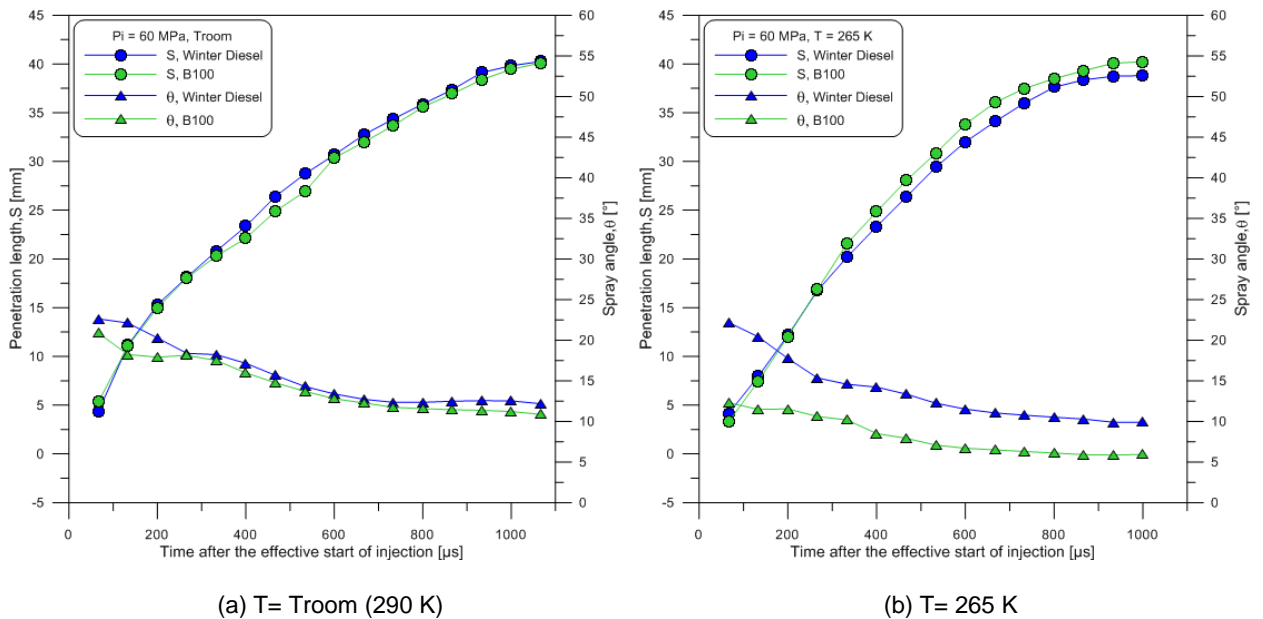 45
40
35
30
25
20
15
10
5
0
-5
Penetration length,S [mm]
Pi = 60 MPa, Troom
S, Winter Diesel
S, B100
θ, Winter Diesel
θ, B100
60
55
50
45
40
35
30
25
20
15
10
5
0
Spray angle,θ [°]
0 200 400 600 800 1000
Time after the effective start of injection [µs]
(a) T= Troom (290 K)
45
40
35
30
25
20
15
10
5
0
-5
Penetration length,S [mm]
Pi = 60 MPa, T = 265 K
S, Winter Diesel
S, B100
θ, Winter Diesel
θ, B100
60
55
50
45
40
35
30
25
20
15
10
5
0
Spray angle,θ [°]
0 200 400 600 800 1000
Time after the effective start of injection [µs]
(b) T= 265 K